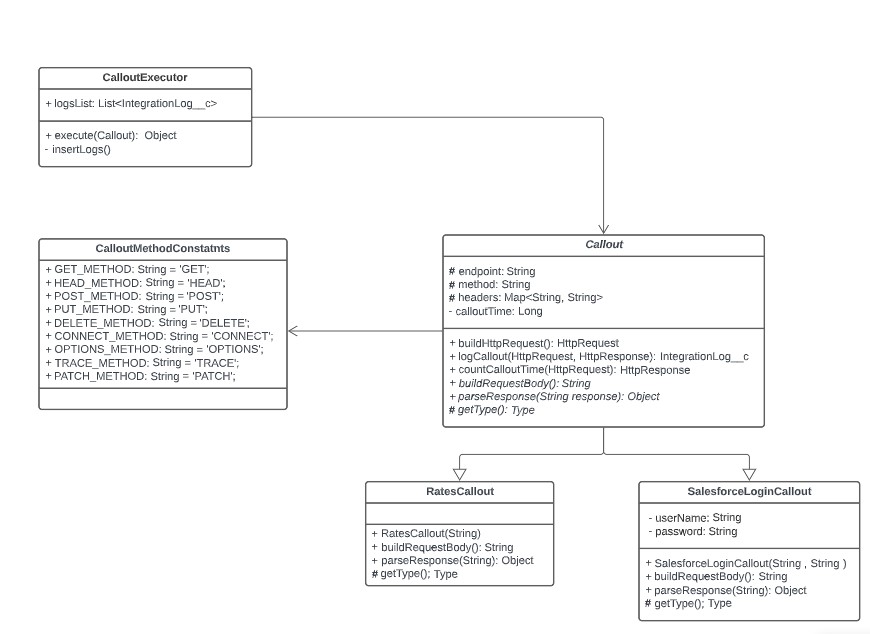 CalloutExecutor
+ logsList: List<IntegrationLog__c>
+ execute(Callout): Object
- insertLogs()
CalloutMethodConstatnts
+ GET_METHOD: String = 'GET';
+ HEAD_METHOD: String = 'HEAD';
+ POST_METHOD: String = 'POST';
+ PUT_METHOD: String = 'PUT';
+ DELETE_METHOD: String = 'DELETE';
+ CONNECT_METHOD: String = 'CONNECT';
+ OPTIONS_METHOD: String = 'OPTIONS';
+ TRACE_METHOD: String = 'TRACE';
+ PATCH_METHOD: String = 'PATCH';
Callout
# endpoint: String
# method: String
# headers: Map<String, String>
- calloutTime: Long
+ buildHttpRequest(): HttpRequest
+ logCallout(HttpRequest, HttpResponse): IntegrationLog__c
+ countCalloutTime(HttpRequest): HttpResponse
+ buildRequestBody(): String
+ parseResponse(String response): Object
# getType(): Type
RatesCallout
+ RatesCallout(String)
+ buildRequestBody(): String
+ parseResponse(String): Object
# getType(); Type
SalesforceLoginCallout
- userName: String
- password: String
+ SalesforceLoginCallout(String , String )
+ buildRequestBody(): String
+ parseResponse(String): Object
# getType(); Type